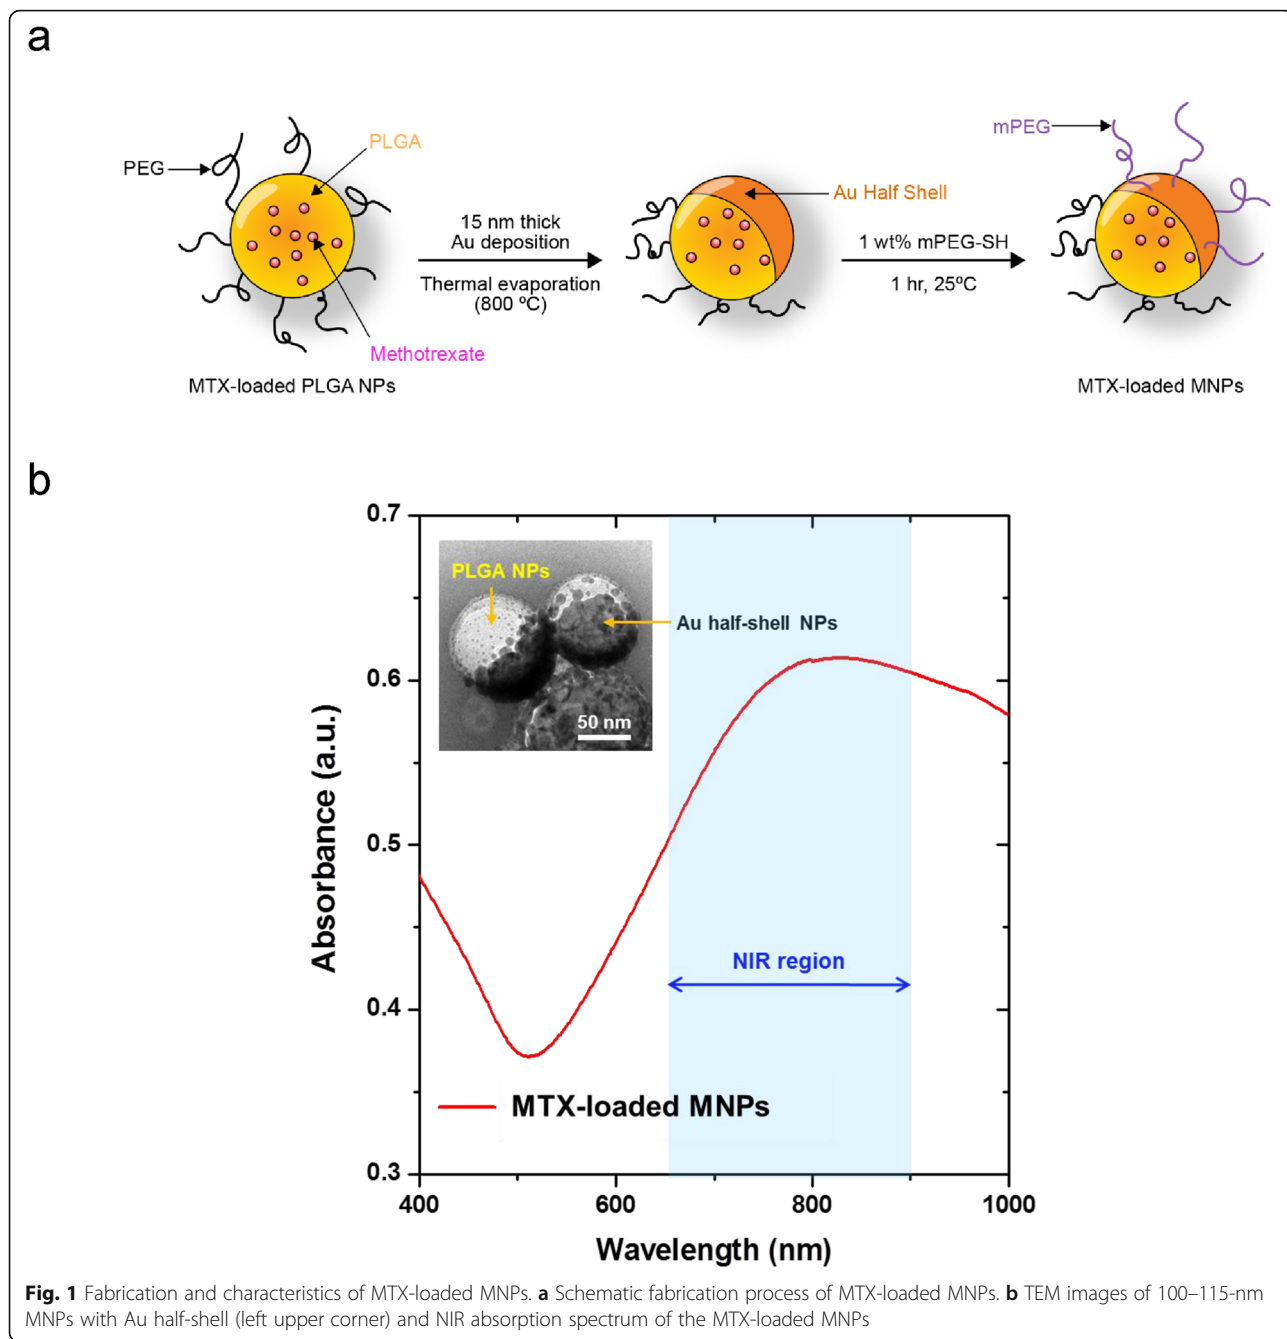 a
PEG
PLGA
Methotrexate
MTX-loaded PLGA NPs
15 nm thick
Au deposition
Thermal evaporation
(800 ºC)
Au Half Shell
1 wt% mPEG-SH
1 hr, 25ºC
mPEG
MTX-loaded MNPs
b
0.7
0.6
0.5
0.4
0.3
Absorbance (a.u.)
PLGA NPs
Au half-shell NPs
50 nm
NIR region
MTX-loaded MNPs
400
600
800
1000
Wavelength (nm)
Fig. 1 Fabrication and characteristics of MTX-loaded MNPs. a Schematic fabrication process of MTX-loaded MNPs. b TEM images of 100–115-nm
MNPs with Au half-shell (left upper corner) and NIR absorption spectrum of the MTX-loaded MNPs